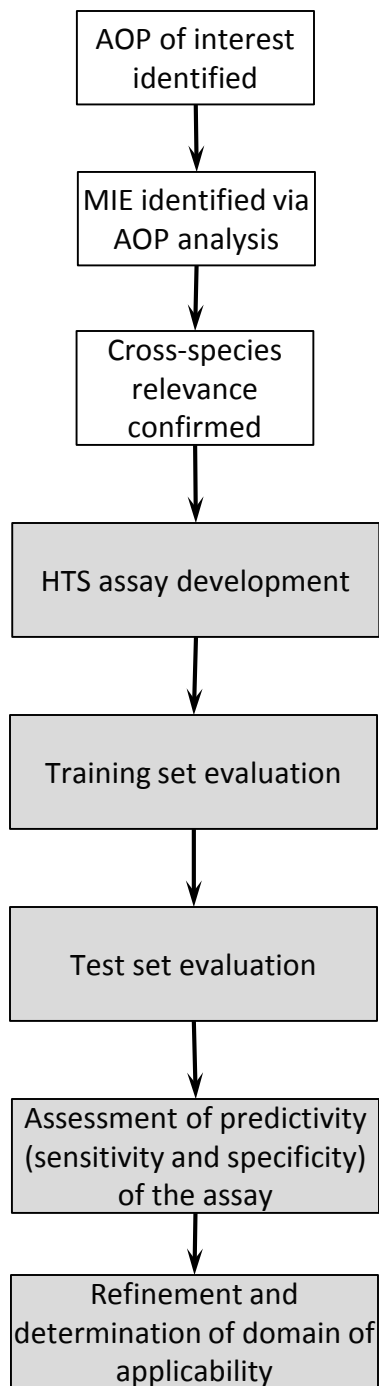 AOP of interest
identified
MIE identified via
AOP analysis
Cross-species
relevance
confirmed
HTS assay development
Training set evaluation
Test set evaluation
Assessment of predictivity
(sensitivity and specificity)
of the assay
Refinement and
determination of domain of
applicability